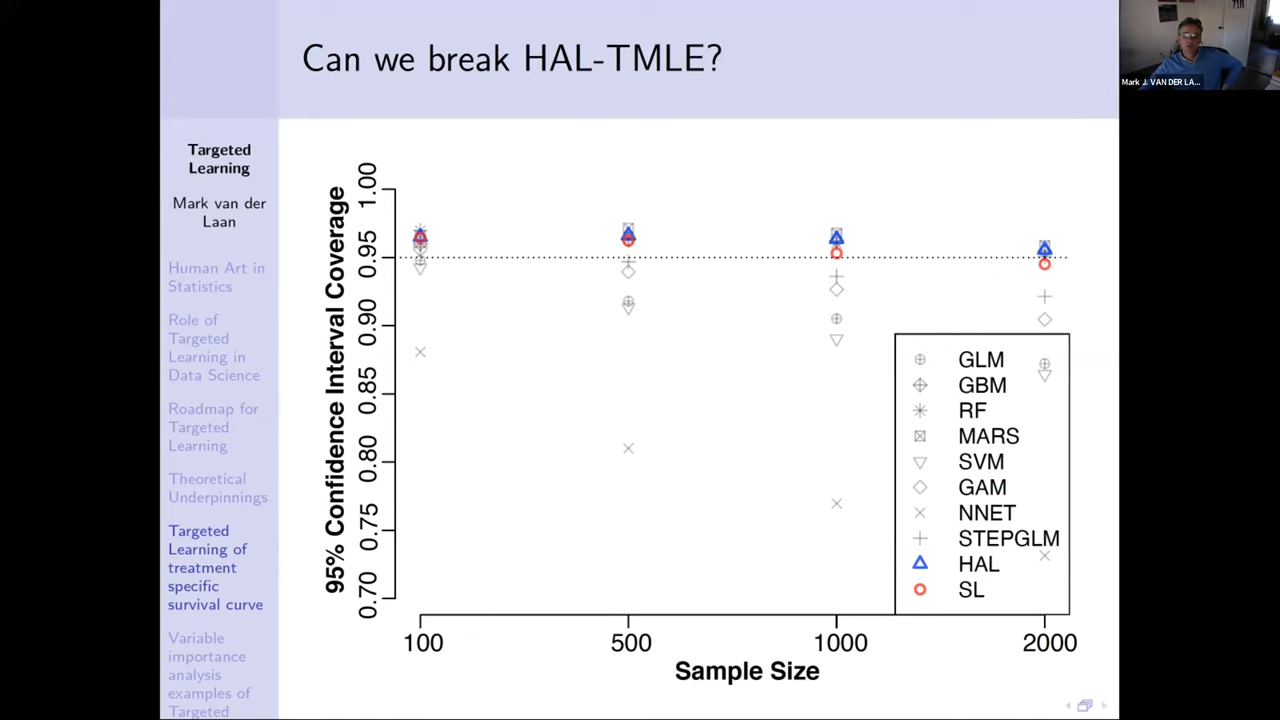 Can we break HAL-TMLE?
Mark J. VAN DER LA...
Targeted
Learning
Mark van der
Laan
Human Art in
Statistics
Role of
Targeted
Learning in
Data Science
Roadmap for
Targeted
Learning
Theoretical
Underpinnings
Targeted
Learning of
treatment
specific
survival curve
Variable
importance
analysis
examples of
Targeted
95% Confidence Interval Coverage
1.00
0.95
0.90
0.85
0.80
0.75
0.70
GLM
GBM
RF
MARS
SVM
GAM
NNET
STEPGLM
HAL
SL
100
500
1000
2000
Sample Size